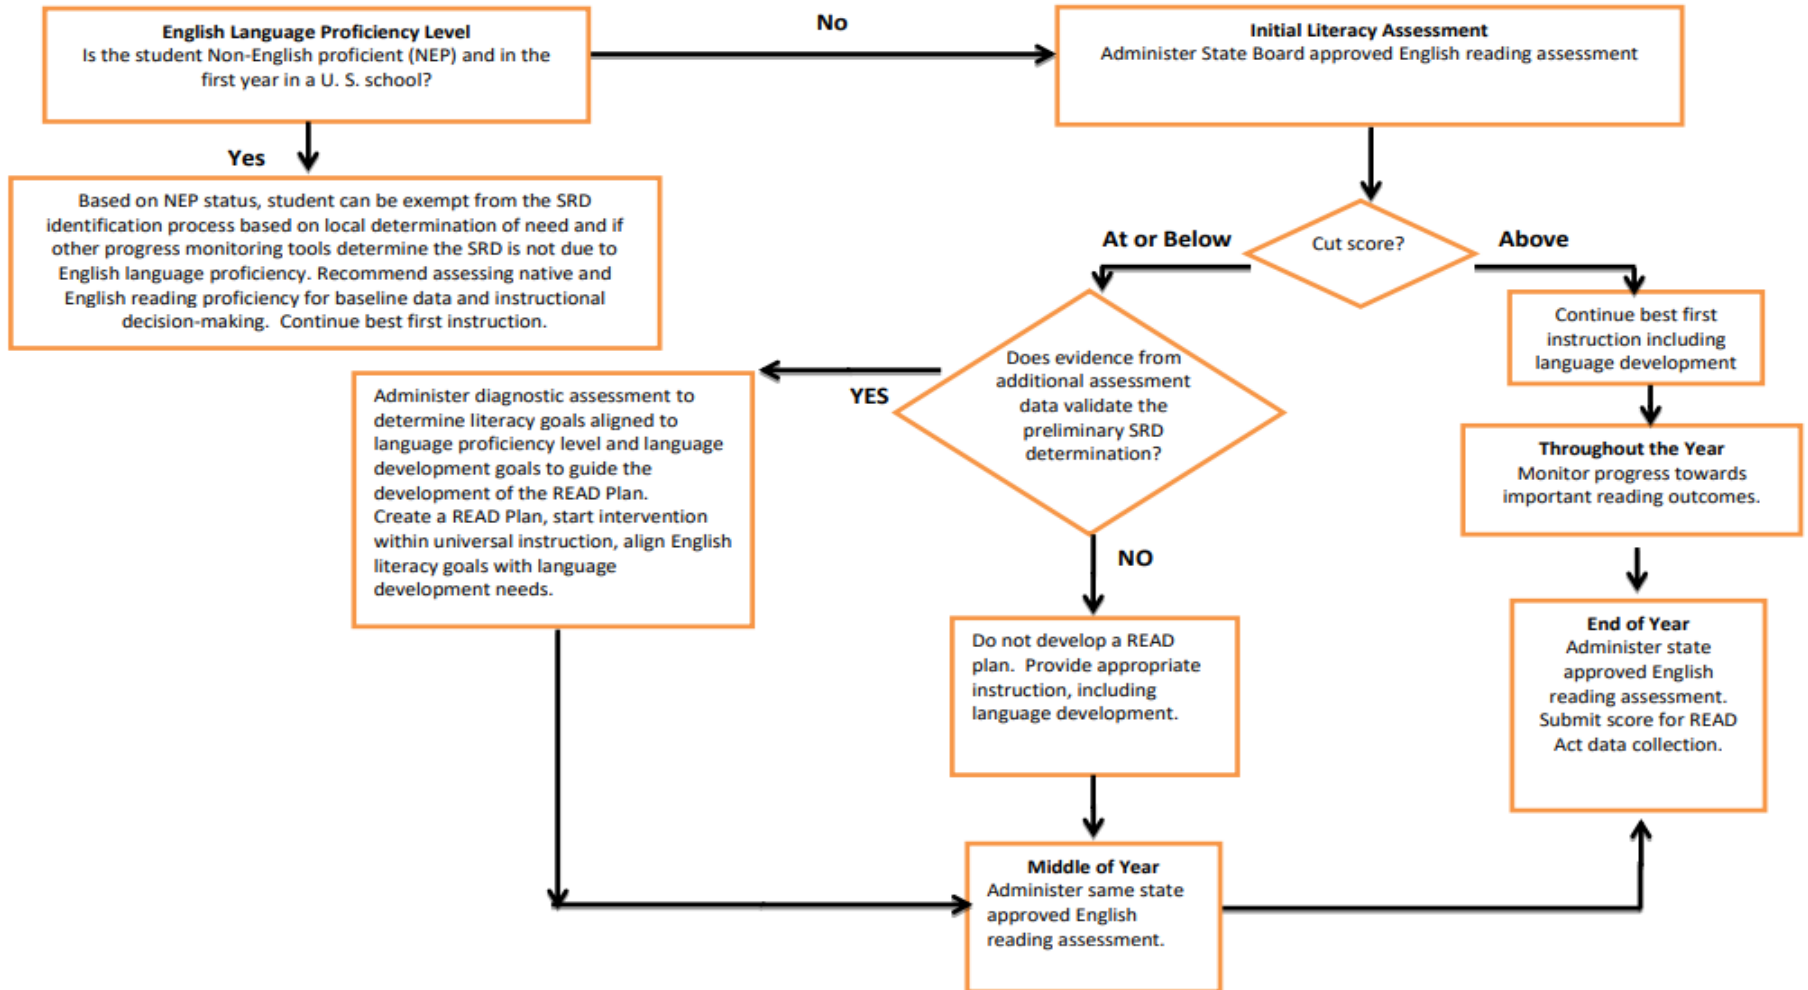 English Language Proficiency Level
Is the student Non-English proficient (NEP) and in the
first year in a U. S. school?
No
Initial Literacy Assessment
Administer State Board approved English reading assessment
Yes
Based on NEP status, student can be exempt from the SRD
identification process based on local determination of need and if
other progress monitoring tools determine the SRD is not due to
English language proficiency. Recommend assessing native and
English reading proficiency for baseline data and instructional
decision-making. Continue best first instruction.
Cut score?
At or Below
Above
Does evidence from
additional assessment
data validate the
preliminary SRD
determination?
YES
Administer diagnostic assessment to
determine literacy goals aligned to
language proficiency level and language
development goals to guide the
development of the READ Plan.
Create a READ Plan, start intervention
within universal instruction, align English
literacy goals with language
development needs.
NO
Do not develop a READ
plan. Provide appropriate
instruction, including
language development.
Middle of Year
Administer same state
approved English
reading assessment.
Continue best first
instruction including
language development
Throughout the Year
Monitor progress towards
important reading outcomes.
End of Year
Administer state
approved English
reading assessment.
Submit score for READ
Act data collection.